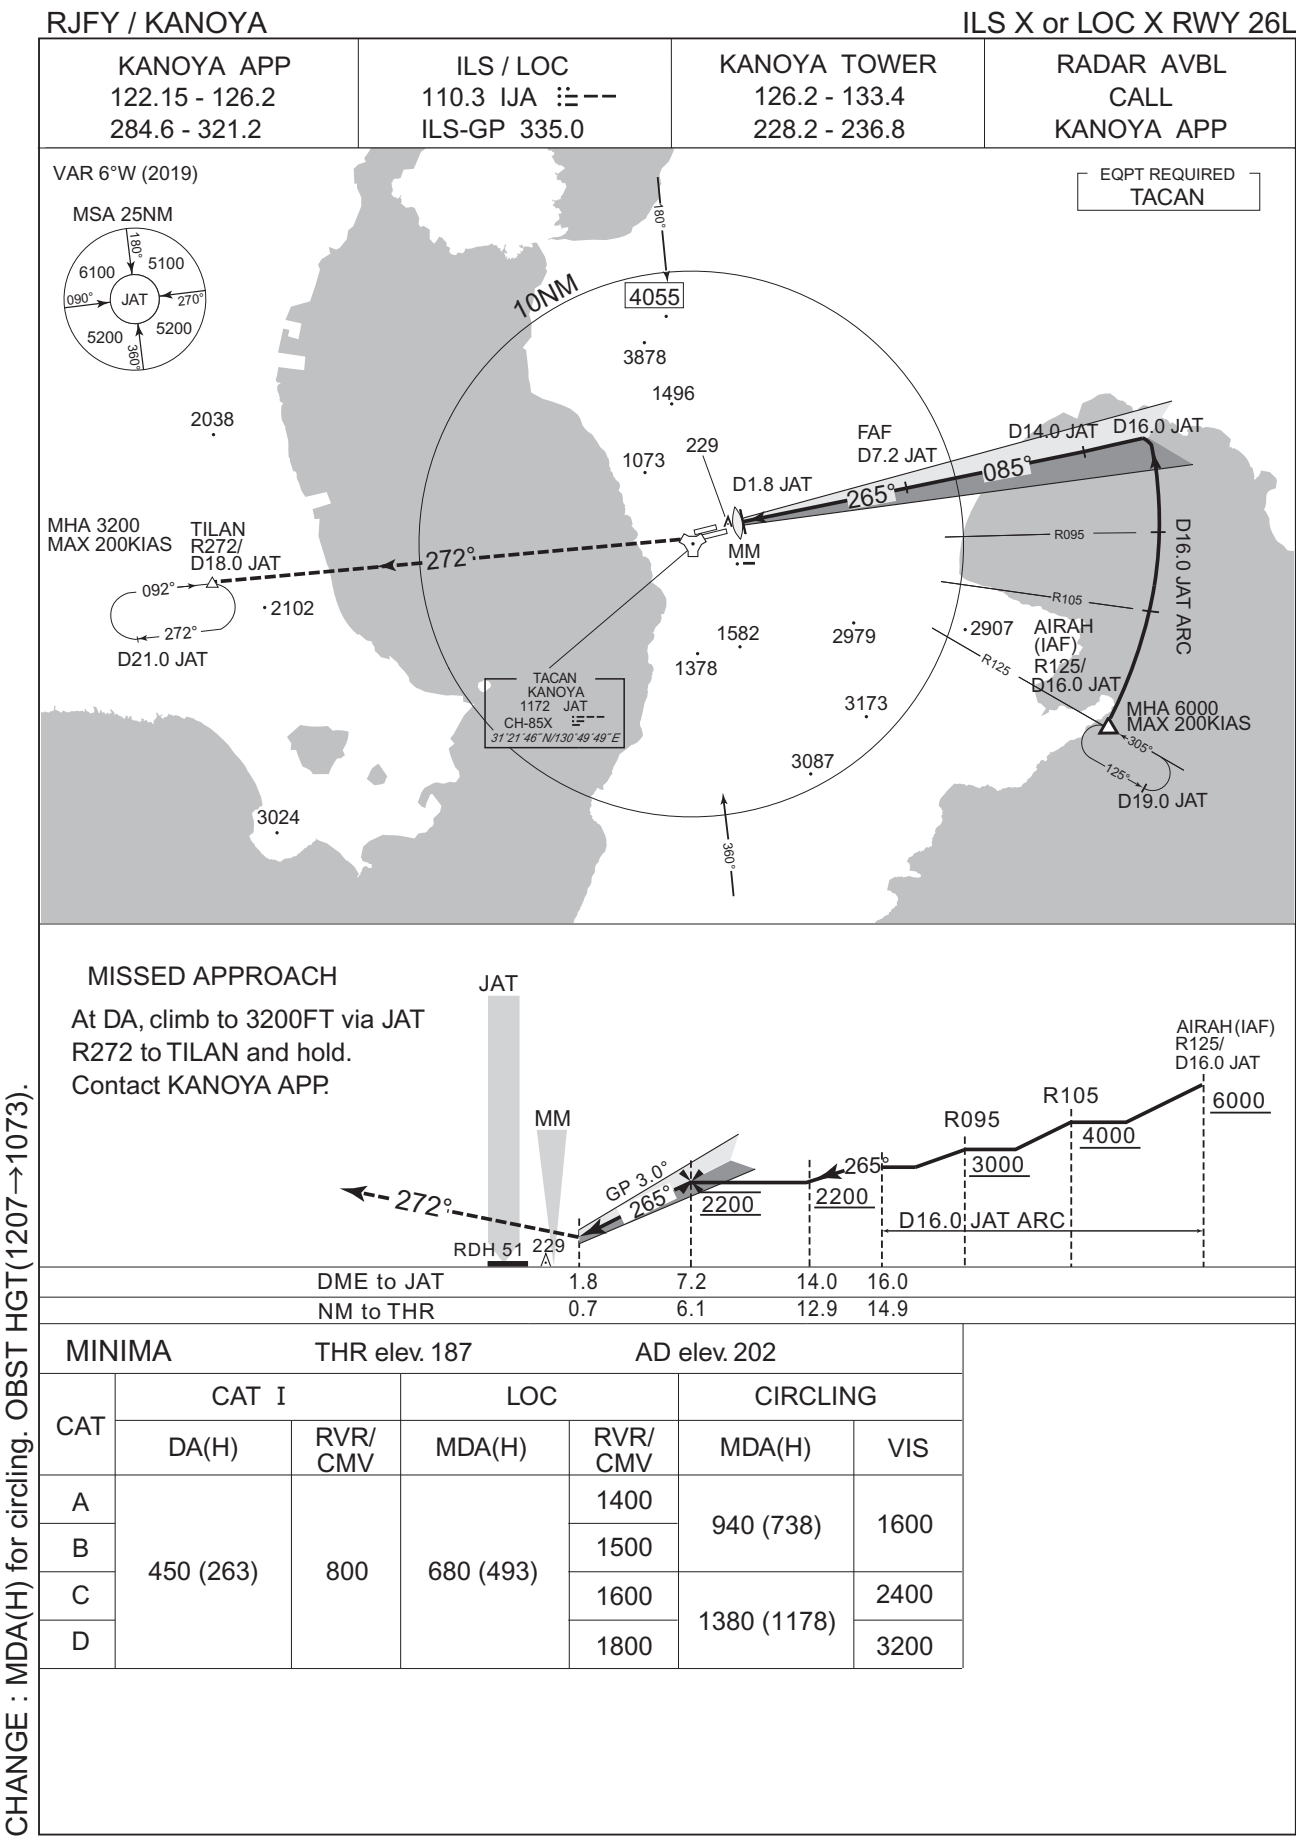 RJFY / KANOYA
ILS X or LOC X RWY 26L
KANOYA APP
122.15 - 126.2
284.6 - 321.2
ILS / LOC
110.3 IJA
ILS-GP 335.0
KANOYA TOWER
126.2 - 133.4
228.2 - 236.8
RADAR AVBL
CALL
KANOYA APP
VAR 6°W (2019)
EQPT REQUIRED
TACAN
MSA 25NM
180°
6100
5100
090°
JAT
270°
5200
5200
360°
180°
10NM
4055
3878
1496
2038
229
1073
FAF
D7.2 JAT
D14.0 JAT
D16.0 JAT
085°
265°
D1.8 JAT
MM
MHA 3200
MAX 200KIAS
TILAN
R272/
D18.0 JAT
272°
092°
272°
D21.0 JAT
2102
R095
R105
R125
D16.0 JAT ARC
1582
1378
2979
2907
AIRAH
(IAF)
R125/
D16.0 JAT
MHA 6000
MAX 200KIAS
305°
125°
D19.0 JAT
TACAN
KANOYA
1172 JAT
CH-85X
31°21′46″N/130°49′49″E
3173
3087
3024
360°
MISSED APPROACH
At DA, climb to 3200FT via JAT
R272 to TILAN and hold.
Contact KANOYA APP.
JAT
MM
272°
RDH 51
229
GP 3.0°
265°
2200
2200
265°
D16.0 JAT ARC
R095
3000
R105
4000
AIRAH (IAF)
R125/
D16.0 JAT
6000
DME to JAT 1.8 7.2 14.0 16.0
NM to THR 0.7 6.1 12.9 14.9
MINIMA THR elev. 187 AD elev. 202
CAT CAT I LOC CIRCLING
DA(H) RVR/CMV MDA(H) RVR/CMV MDA(H) VIS
A 1400
B 1500
C 1600
D 1800
450 (263) 800 680 (493)
940 (738) 1600
1380 (1178) 2400
3200
CHANGE : MDA(H) for circling. OBST HGT(1207→1073).